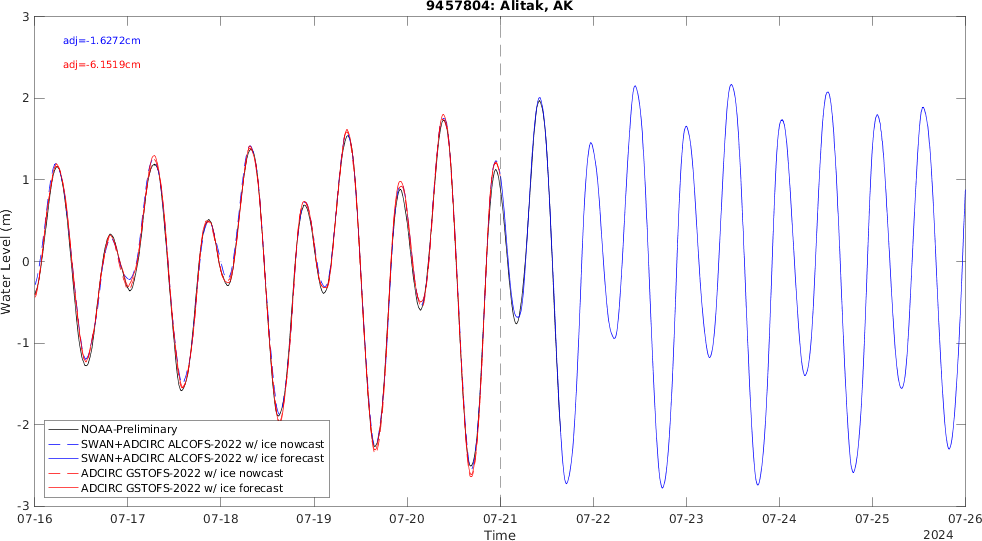 9457804: Alitak, AK
adj=-1.6272cm
adj=-6.1519cm
Water Level (m)
3
2
1
0
-1
-2
-3
NOAA-Preliminary
SWAN+ADCIRC ALCOFS-2022 w/ ice nowcast
SWAN+ADCIRC ALCOFS-2022 w/ ice forecast
ADCIRC GSTOFS-2022 w/ ice nowcast
ADCIRC GSTOFS-2022 w/ ice forecast
07-16 07-17 07-18 07-19 07-20 07-21 07-22 07-23 07-24 07-25 07-26
Time
2024